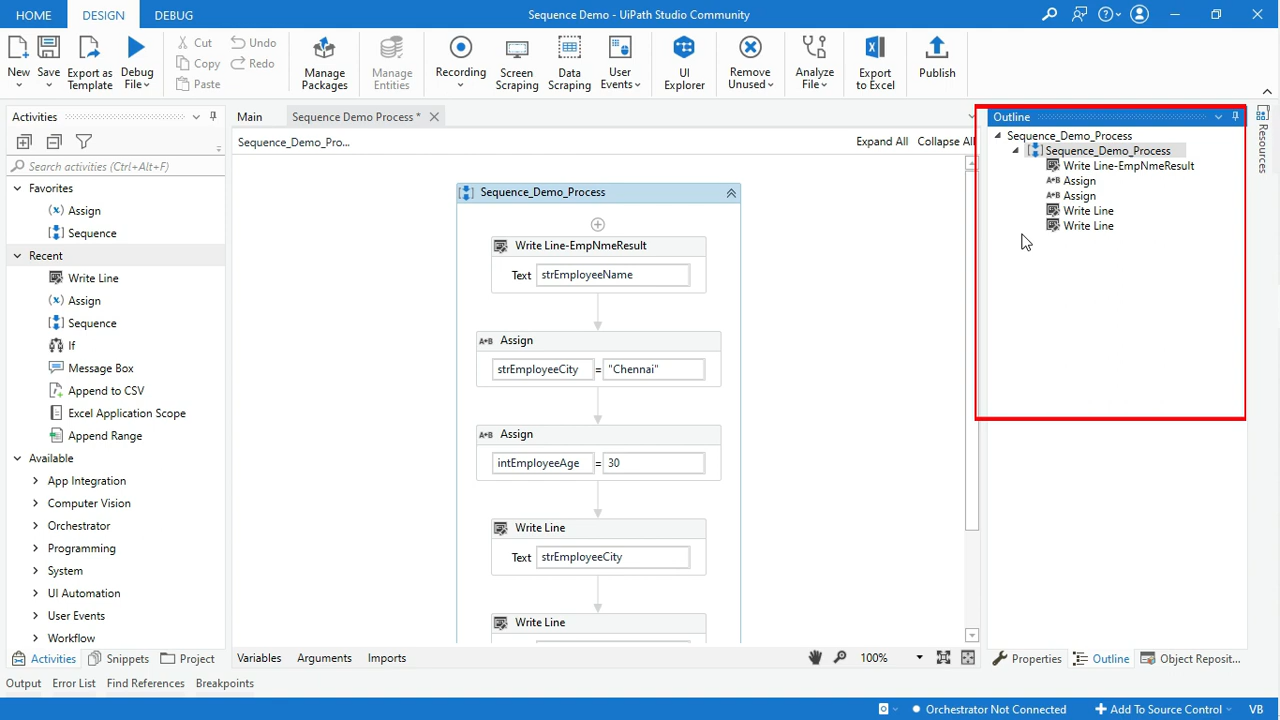 HOME DESIGN DEBUG Sequence Demo - UiPath Studio Community
New Save Export as Template Debug File Cut Copy Paste Undo Redo Manage Packages Manage Entities Recording Screen Scraping Data Scraping User Events UI Explorer Remove Unused Analyze File Export to Excel Publish
Activities
Search activities (Ctrl+Alt+F)
Favorites
Assign
Sequence
Recent
Write Line
Assign
Sequence
If
Message Box
Append to CSV
Excel Application Scope
Append Range
Available
App Integration
Computer Vision
Orchestrator
Programming
System
UI Automation
User Events
Workflow
Activities Snippets Project
Main Sequence Demo Process *
Sequence_Demo_Pro... Expand All Collapse All
Sequence_Demo_Process
Write Line-EmpNmeResult
Text strEmployeeName
A+B Assign
strEmployeeCity = "Chennai"
A+B Assign
intEmployeeAge = 30
Write Line
Text strEmployeeCity
Write Line
Variables Arguments Imports 100%
Outline
Sequence_Demo_Process
Sequence_Demo_Process
Write Line-EmpNmeResult
A+B Assign
A+B Assign
Write Line
Write Line
Resources
Properties Outline Object Reposit...
Output Error List Find References Breakpoints
Orchestrator Not Connected Add To Source Control VB